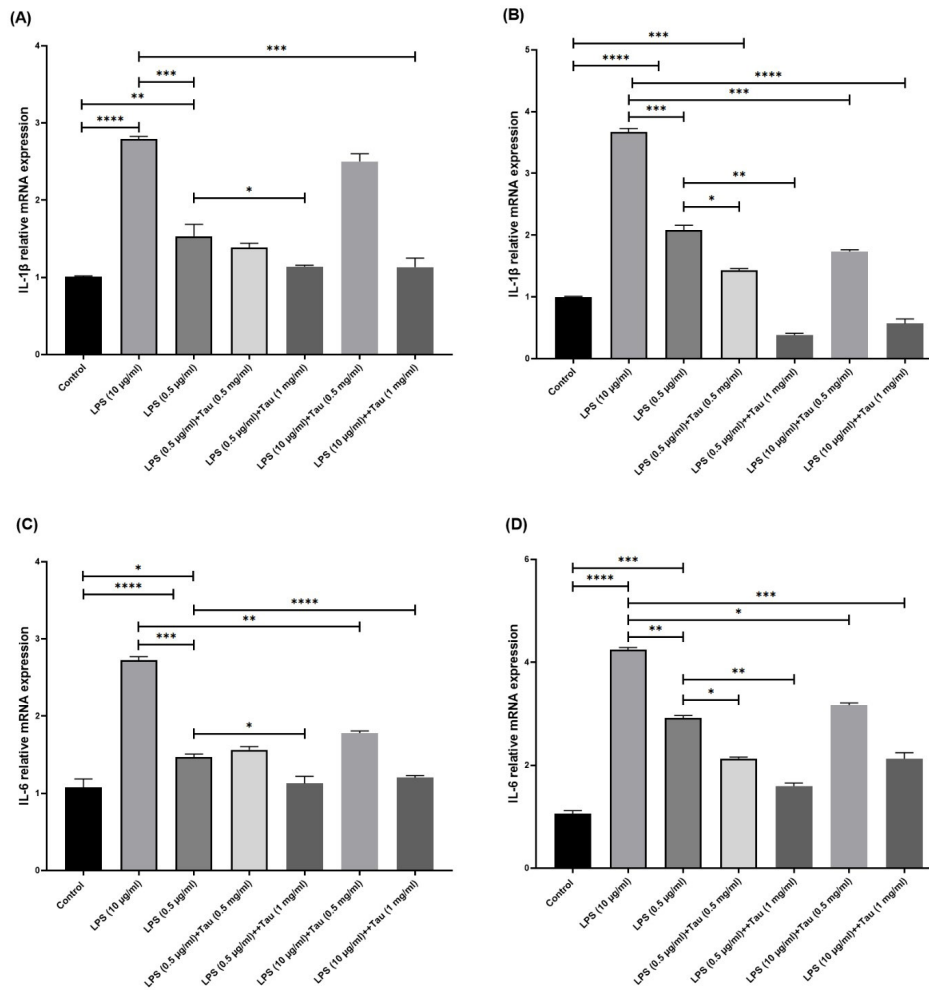 (A)
IL-1β relative mRNA expression
4
3
2
1
0
***
***
**
****
*
Control
LPS (10 µg/ml)
LPS (0.5 µg/ml)
LPS (0.5 µg/ml)+Tau (0.5 mg/ml)
LPS (0.5 µg/ml)+Tau (1 mg/ml)
LPS (10 µg/ml)+Tau (0.5 mg/ml)
LPS (10 µg/ml)++Tau (1 mg/ml)
(B)
IL-1β relative mRNA expression
5
4
3
2
1
0
***
****
****
***
***
**
*
Control
LPS (10 µg/ml)
LPS (0.5 µg/ml)
LPS (0.5 µg/ml)+Tau (0.5 mg/ml)
LPS (0.5 µg/ml)++Tau (1 mg/ml)
LPS (10 µg/ml)+Tau (0.5 mg/ml)
LPS (10 µg/ml)++Tau (1 mg/ml)
(C)
IL-6 relative mRNA expression
4
3
2
1
0
*
****
****
**
***
*
Control
LPS (10 µg/ml)
LPS (0.5 µg/ml)
LPS (0.5 µg/ml)+Tau (0.5 mg/ml)
LPS (0.5 µg/ml)++Tau (1 mg/ml)
LPS (10 µg/ml)+Tau (0.5 mg/ml)
LPS (10 µg/ml)++Tau (1 mg/ml)
(D)
IL-6 relative mRNA expression
6
4
2
0
***
****
***
*
**
**
*
Control
LPS (10 µg/ml)
LPS (0.5 µg/ml)
LPS (0.5 µg/ml)+Tau (0.5 mg/ml)
LPS (0.5 µg/ml)++Tau (1 mg/ml)
LPS (10 µg/ml)+Tau (0.5 mg/ml)
LPS (10 µg/ml)++Tau (1 mg/ml)